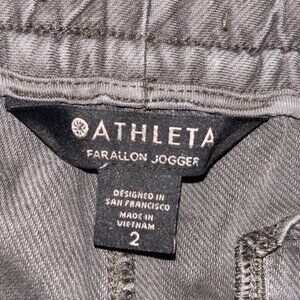 ATHLETA
FARALLON JOGGER
DESIGNED IN
SAN FRANCISCO
MADE IN
VIETNAM
2